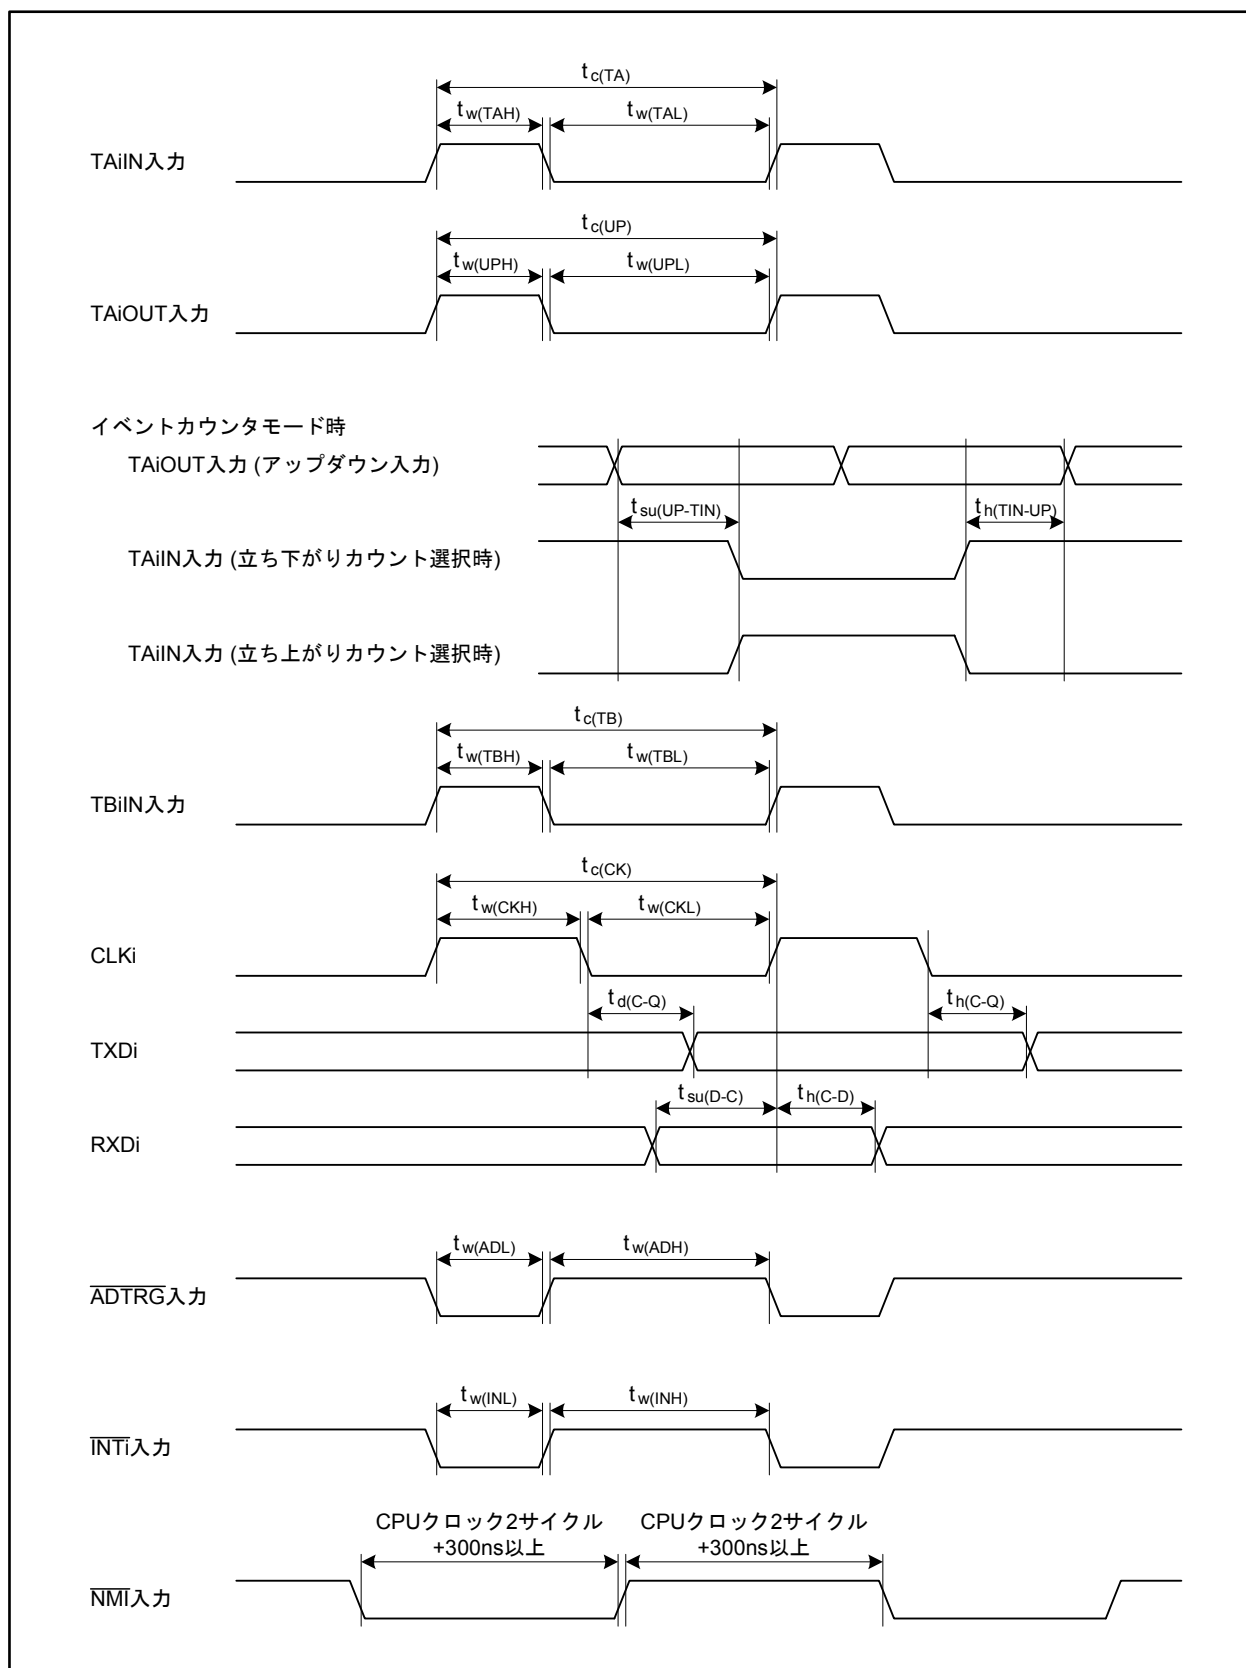 tc(TA)
tw(TAH) tw(TAL)
TAiIN入力
tc(UP)
tw(UPH) tw(UPL)
TAiOUT入力
イベントカウンタモード時
TAiOUT入力 (アップダウン入力)
tsu(UP-TIN) th(TIN-UP)
TAiIN入力 (立ち下がりカウント選択時)
TAiIN入力 (立ち上がりカウント選択時)
tc(TB)
tw(TBH) tw(TBL)
TBiIN入力
tc(CK)
tw(CKH) tw(CKL)
CLKi
td(C-Q) th(C-Q)
TXDi
tsu(D-C) th(C-D)
RXDi
tw(ADL) tw(ADH)
ADTRG入力
tw(INL) tw(INH)
INTi入力
CPUクロック2サイクル CPUクロック2サイクル
+300ns以上 +300ns以上
NMI入力